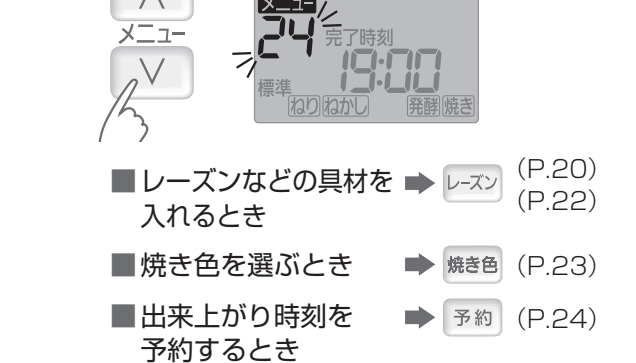 メニュー
メニュー
24
完了時刻
19:00
標準
ねり ねかし 発酵 焼き
■レーズンなどの具材を ➡ レーズン (P.20)
入れるとき (P.22)
■焼き色を選ぶとき ➡ 焼き色 (P.23)
■出来上がり時刻を ➡ 予約 (P.24)
予約するとき